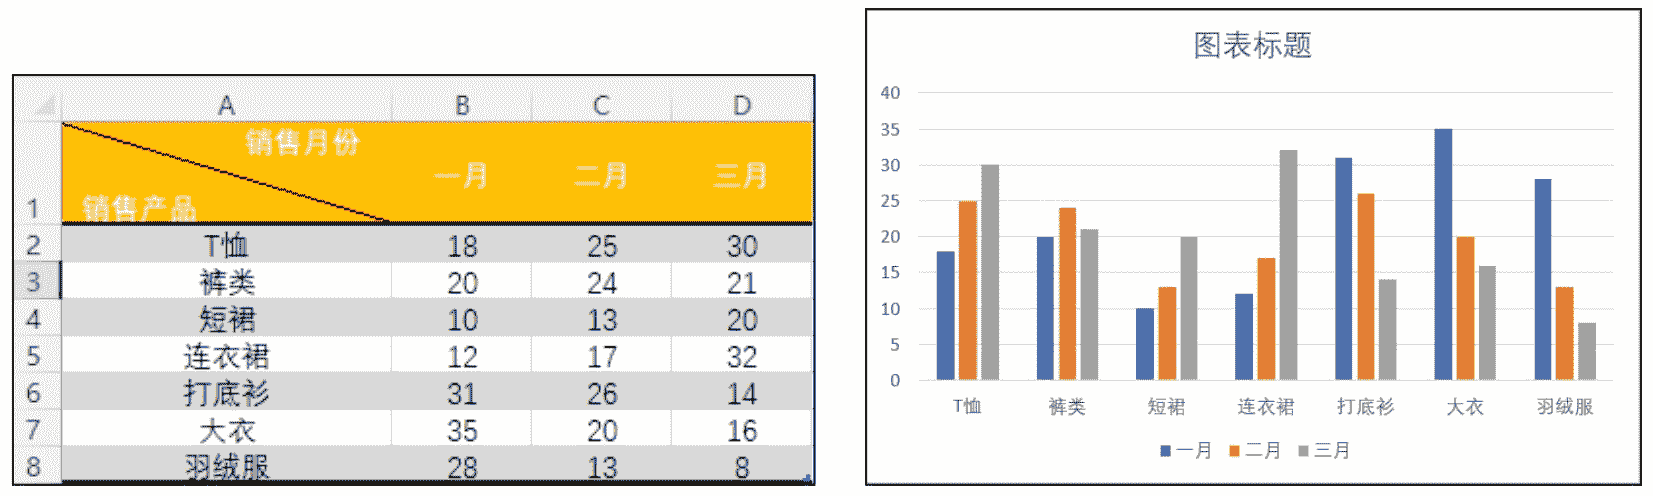 A B C D
1 销售月份 销售产品 一月 二月 三月
2 T恤 18 25 30
3 裤类 20 24 21
4 短裙 10 13 20
5 连衣裙 12 17 32
6 打底衫 31 26 14
7 大衣 35 20 16
8 羽绒服 28 13 8
图表标题
40
35
30
25
20
15
10
5
0
T恤 裤类 短裙 连衣裙 打底衫 大衣 羽绒服
一月 二月 三月